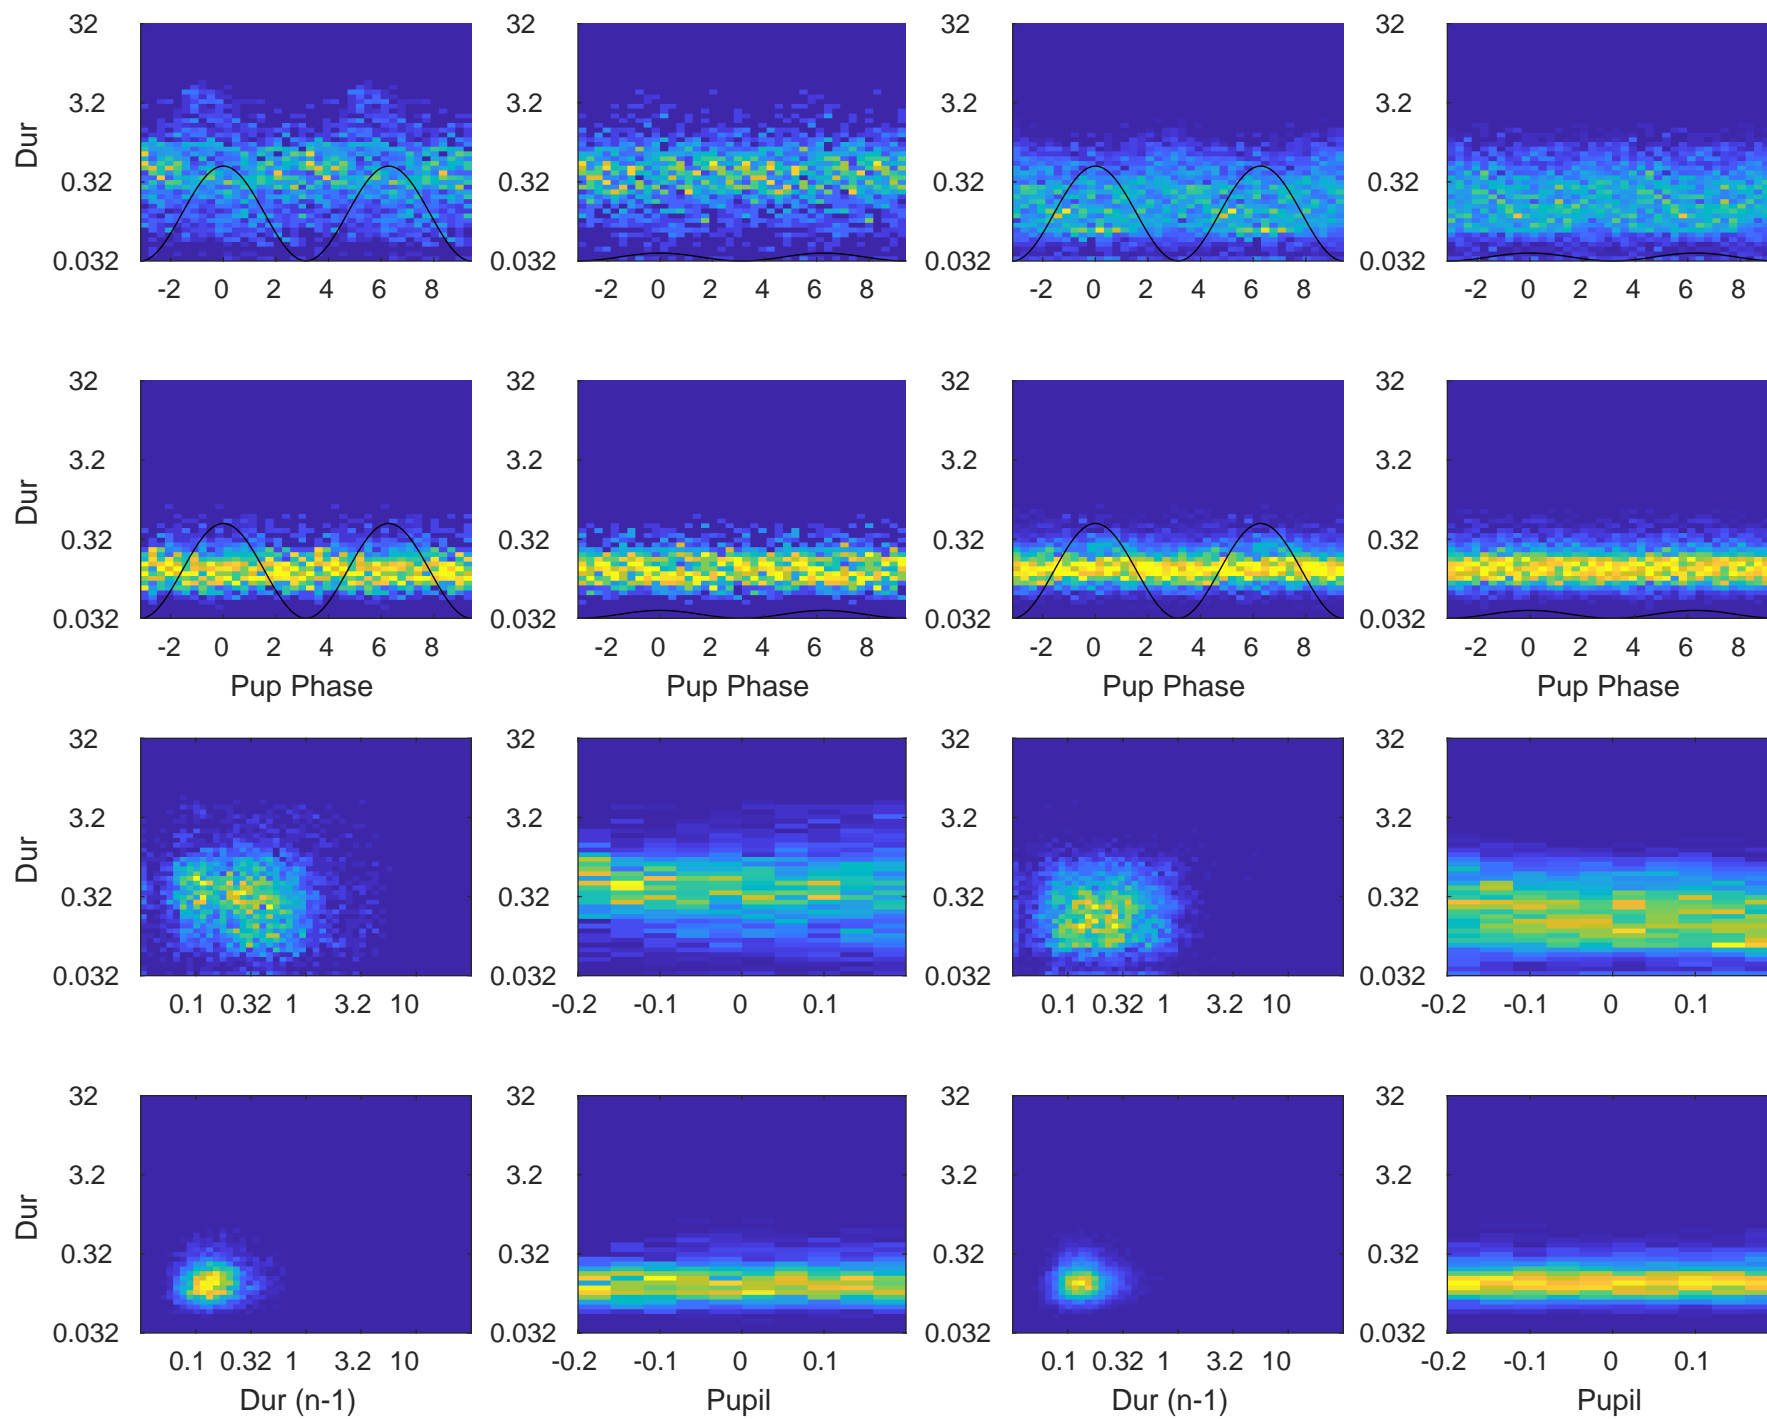 32 32 32 32
3.2 3.2 3.2 3.2
Dur
0.32 0.32 0.32 0.32
0.032 0.032 0.032 0.032
-2 0 2 4 6 8 -2 0 2 4 6 8 -2 0 2 4 6 8 -2 0 2 4 6 8
32 32 32 32
3.2 3.2 3.2 3.2
Dur
0.32 0.32 0.32 0.32
0.032 0.032 0.032 0.032
-2 0 2 4 6 8 -2 0 2 4 6 8 -2 0 2 4 6 8 -2 0 2 4 6 8
Pup Phase Pup Phase Pup Phase Pup Phase
32 32 32 32
3.2 3.2 3.2 3.2
Dur
0.32 0.32 0.32 0.32
0.032 0.032 0.032 0.032
0.1 0.32 1 3.2 10 -0.2 -0.1 0 0.1 0.1 0.32 1 3.2 10 -0.2 -0.1 0 0.1
32 32 32 32
3.2 3.2 3.2 3.2
Dur
0.32 0.32 0.32 0.32
0.032 0.032 0.032 0.032
0.1 0.32 1 3.2 10 -0.2 -0.1 0 0.1 0.1 0.32 1 3.2 10 -0.2 -0.1 0 0.1
Dur (n-1) Pupil Dur (n-1) Pupil